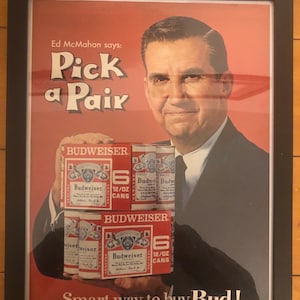 Ed McMahon says:
Pick
a Pair
BUDWEISER
6
12/OZ
CANS
Budweiser
Budweiser
BUDWEISER
6
12/OZ
CANS
Budweiser
Smart way to buy Bud!